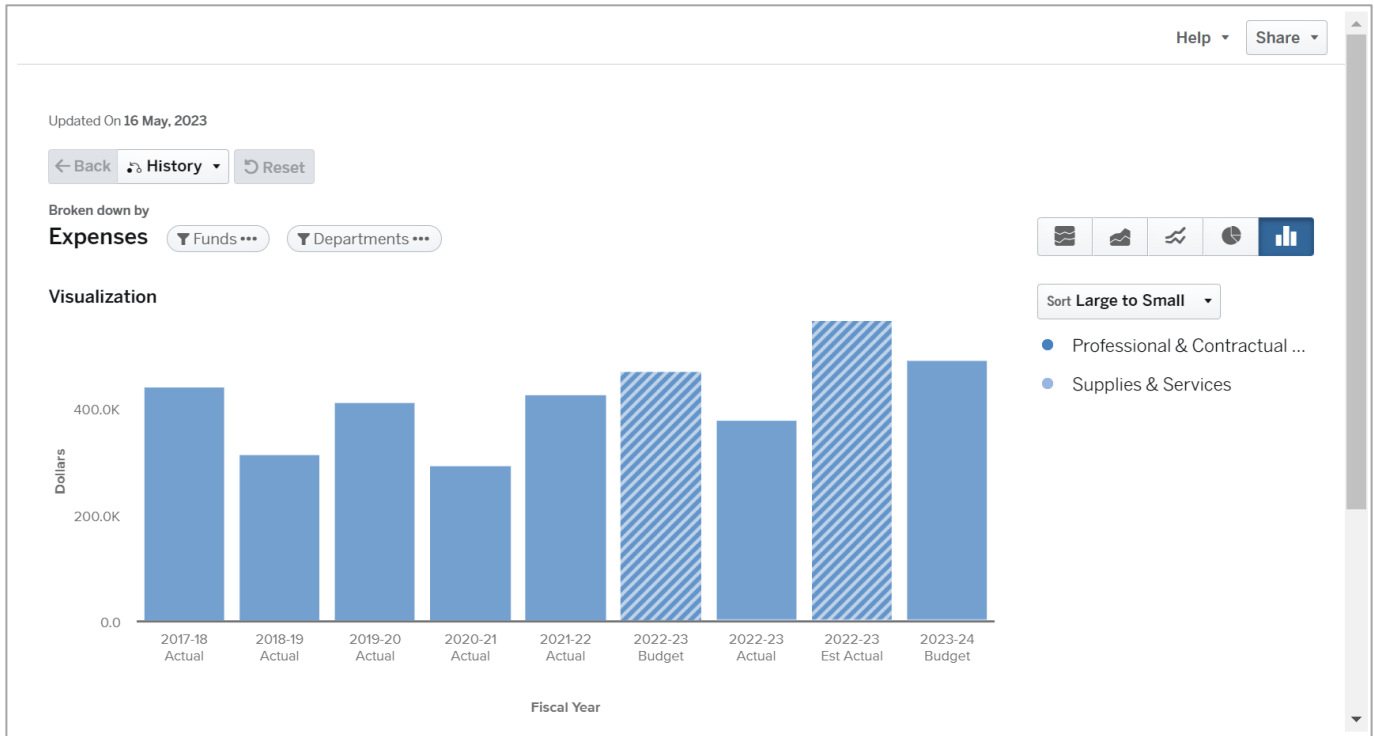 Help
Share
Updated On 16 May, 2023
Back
History
Reset
Broken down by
Expenses
Funds •••
Departments •••
Visualization
Sort Large to Small
Professional & Contractual ...
Supplies & Services
Dollars
400.0K
200.0K
0.0
2017-18
Actual
2018-19
Actual
2019-20
Actual
2020-21
Actual
2021-22
Actual
2022-23
Budget
2022-23
Actual
2022-23
Est Actual
2023-24
Budget
Fiscal Year